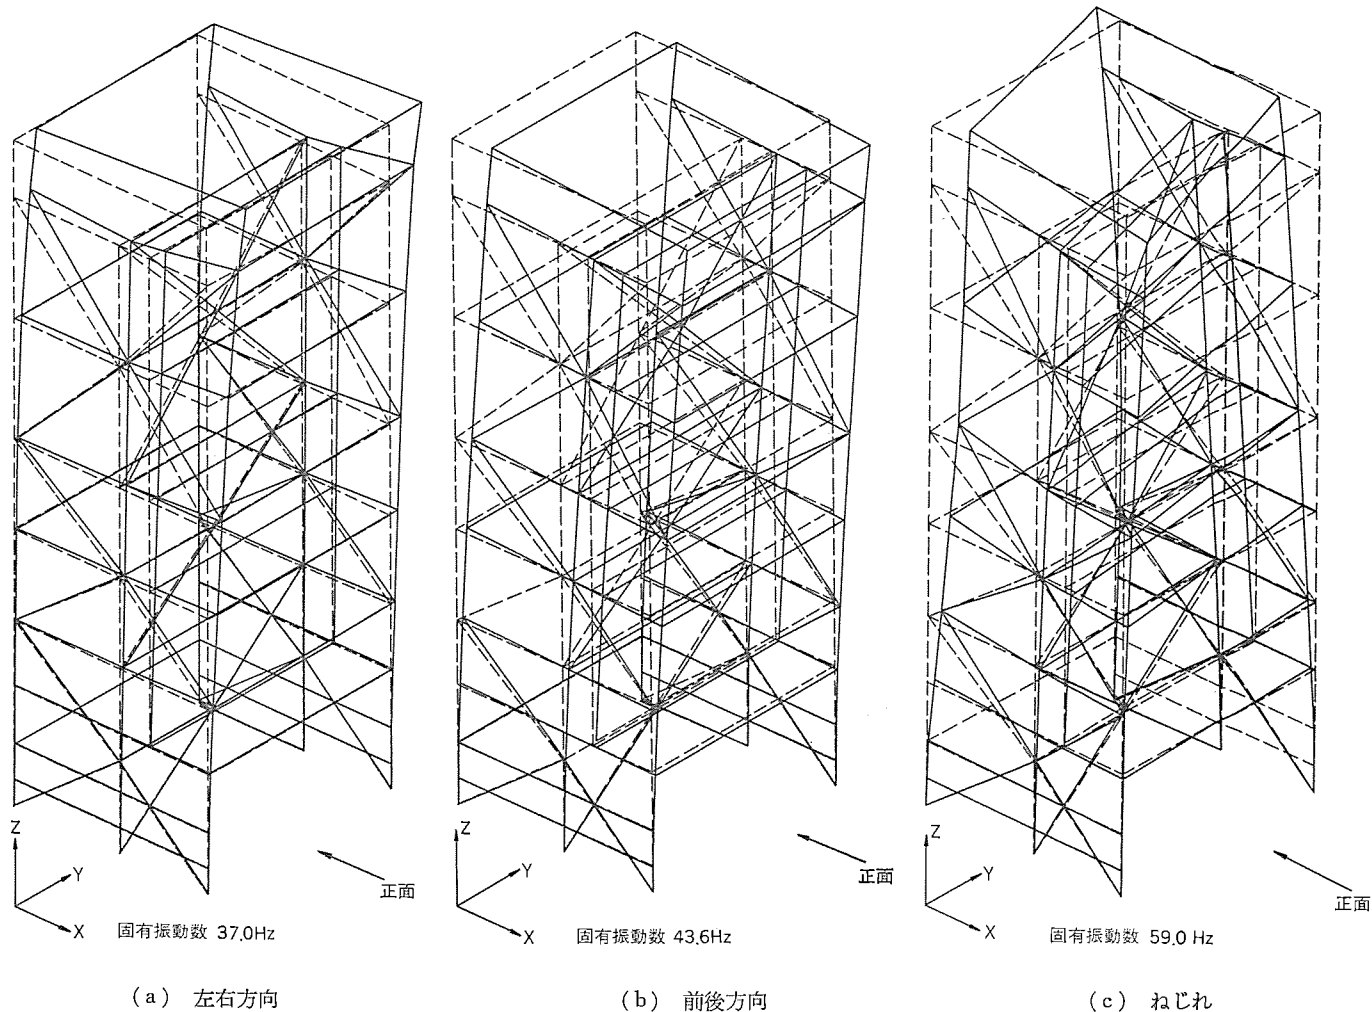 Z
Y
X
正面
固有振動数 37.0Hz
(a) 左右方向
Z
Y
X
正面
固有振動数 43.6Hz
(b) 前後方向
Z
Y
X
正面
固有振動数 59.0 Hz
(c) ねじれ